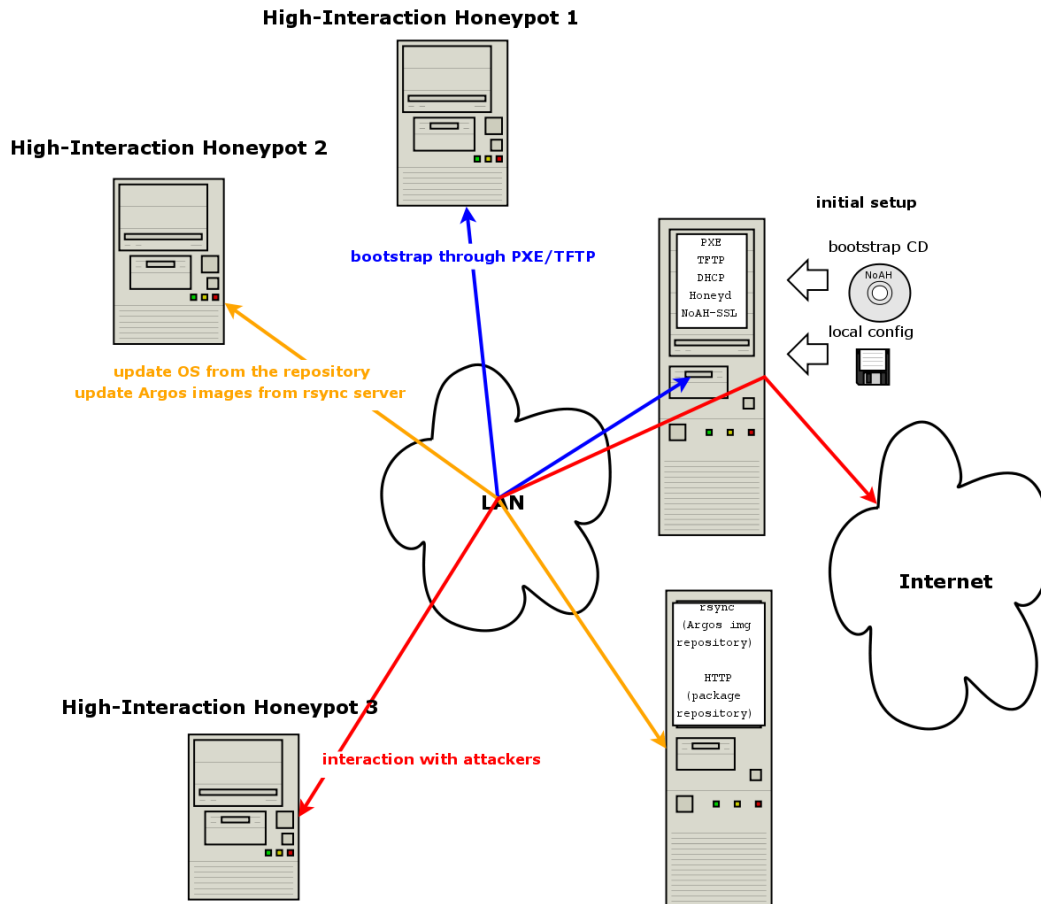 High-Interaction Honeypot 1
High-Interaction Honeypot 2
initial setup
bootstrap through PXE/TFTP
PXE
TFTP
DHCP
Honeyd
NoAH-SSL
bootstrap CD
NoAH
local config
update OS from the repository
update Argos images from rsync server
LAN
Internet
rsync
(Argos img
repository)
HTTP
(package
repository)
High-Interaction Honeypot 3
interaction with attackers